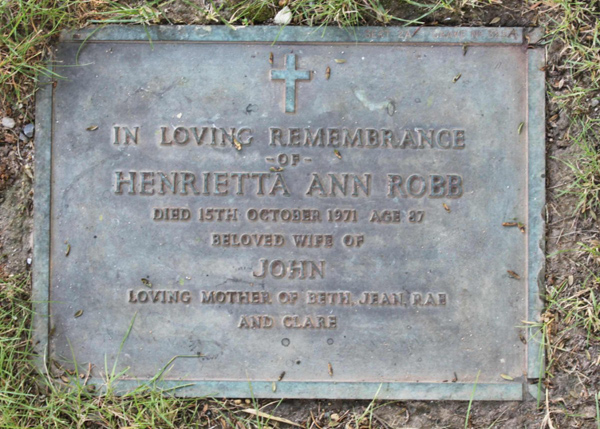 IN LOVING REMEMBRANCE
-OF-
HENRIETTA ANN ROBB
DIED 15TH OCTOBER 1971 AGE 87
BELOVED WIFE OF
JOHN
LOVING MOTHER OF BETH, JEAN, RAE
AND CLARE